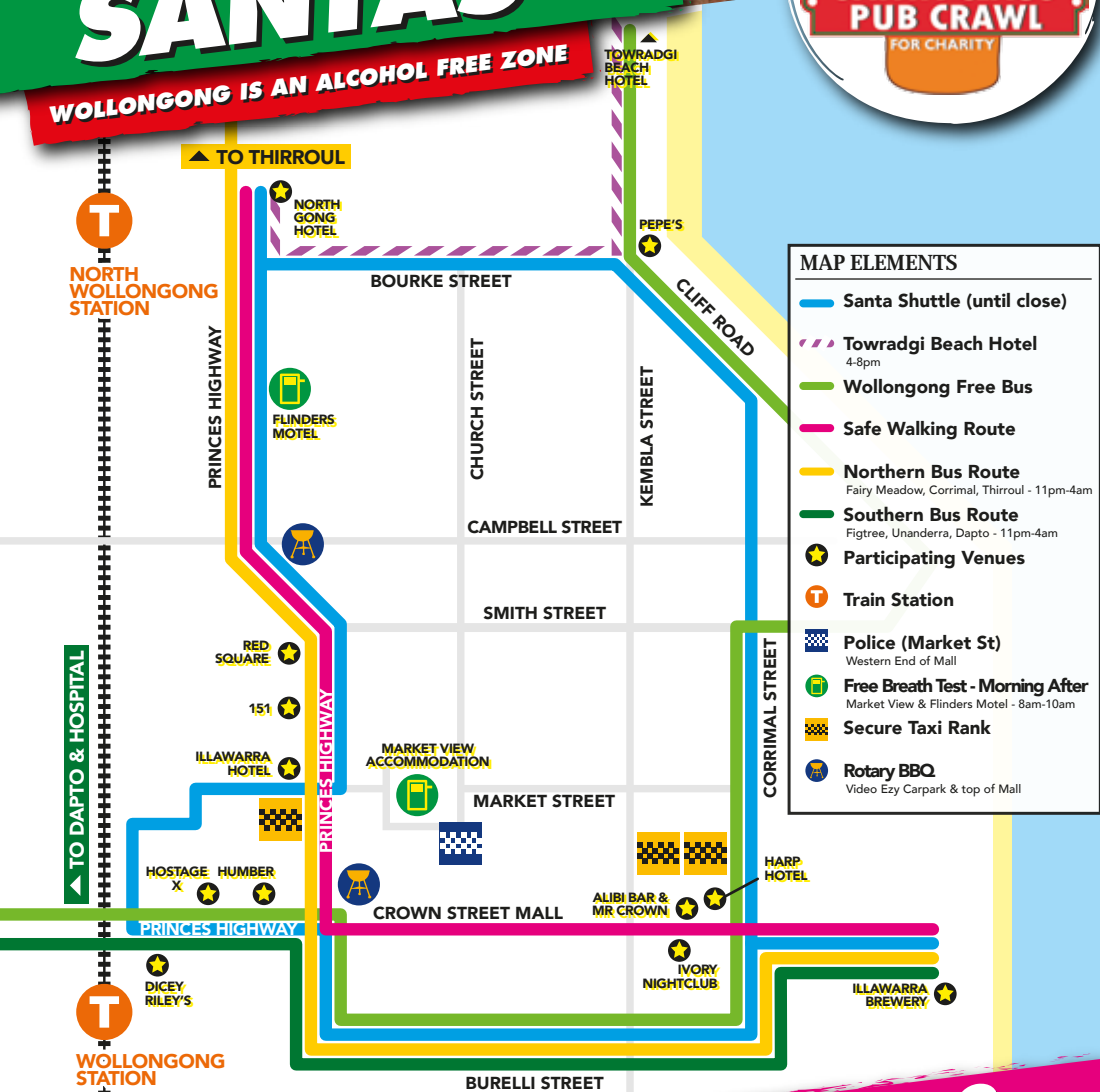 SANTAS
WOLLONGONG IS AN ALCOHOL FREE ZONE
PUB CRAWL
FOR CHARITY
TOWRADGI
BEACH
HOTEL
TO THIRROUL
T
NORTH
WOLLONGONG
STATION
NORTH
GONG
HOTEL
PEPE'S
BOURKE STREET
CLIFF ROAD
PRINCES HIGHWAY
CHURCH STREET
KEMBLA STREET
FLINDERS
MOTEL
CAMPBELL STREET
SMITH STREET
RED
SQUARE
151
ILLAWARRA
HOTEL
PRINCES HIGHWAY
MARKET VIEW
ACCOMMODATION
MARKET STREET
CORRIMAL STREET
TO DAPTO & HOSPITAL
HOSTAGE
X
HUMBER
CROWN STREET MALL
ALIBI BAR &
MR CROWN
HARP
HOTEL
PRINCES HIGHWAY
DICEY
RILEY'S
IVORY
NIGHTCLUB
ILLAWARRA
BREWERY
T
WOLLONGONG
STATION
BURELLI STREET
MAP ELEMENTS
Santa Shuttle (until close)
Towradgi Beach Hotel
4-8pm
Wollongong Free Bus
Safe Walking Route
Northern Bus Route
Fairy Meadow, Corrimal, Thirroul - 11pm-4am
Southern Bus Route
Figtree, Unanderra, Dapto - 11pm-4am
Participating Venues
T Train Station
Police (Market St)
Western End of Mall
Free Breath Test - Morning After
Market View & Flinders Motel - 8am-10am
Secure Taxi Rank
Rotary BBQ
Video Ezy Carpark & top of Mall